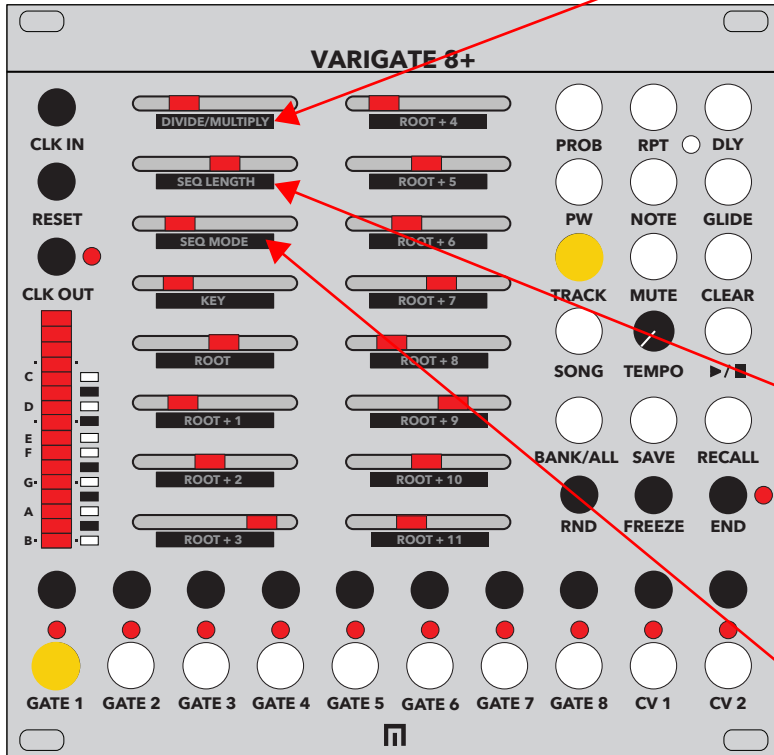 VARIGATE 8+
CLK IN
RESET
CLK OUT
DIVIDE/MULTIPLY
SEQ LENGTH
SEQ MODE
KEY
ROOT
ROOT + 1
ROOT + 2
ROOT + 3
ROOT + 4
ROOT + 5
ROOT + 6
ROOT + 7
ROOT + 8
ROOT + 9
ROOT + 10
ROOT + 11
PROB RPT DLY
PW NOTE GLIDE
TRACK MUTE CLEAR
SONG TEMPO ▶/■
BANK/ALL SAVE RECALL
RND FREEZE END
C
D
E
F
G
A
B
GATE 1 GATE 2 GATE 3 GATE 4 GATE 5 GATE 6 GATE 7 GATE 8 CV 1 CV 2